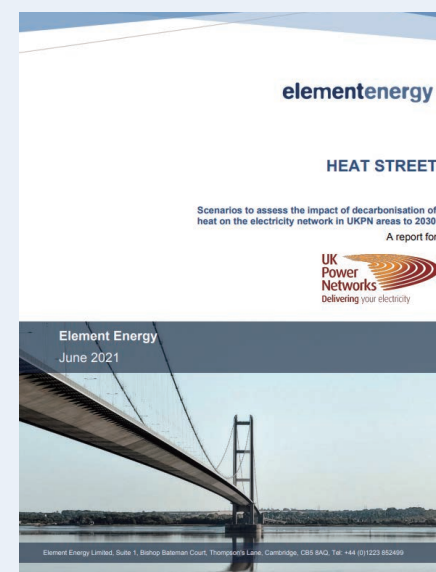 elementenergy
HEAT STREET
Scenarios to assess the impact of decarbonisation of
heat on the electricity network in UKPN areas to 2030
A report for
UK
Power
Networks
Delivering your electricity
Element Energy
June 2021
Element Energy Limited, Suite 1, Bishop Bateman Court, Thompson's Lane, Cambridge, CB5 8AQ, Tel: +44 (0)1223 852499